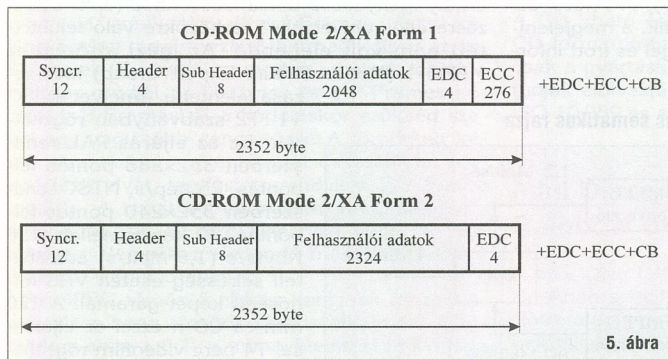 CD-ROM Mode 2/XA Form 1
Syncr. Header Sub Header Felhasználói adatok EDC ECC
12 4 8 2048 276 +EDC+ECC+CB
2352 byte
CD-ROM Mode 2/XA Form 2
Syncr. Header Sub Header Felhasználói adatok EDC
12 4 8 2324 4 +EDC+ECC+CB
2352 byte
5. ábra